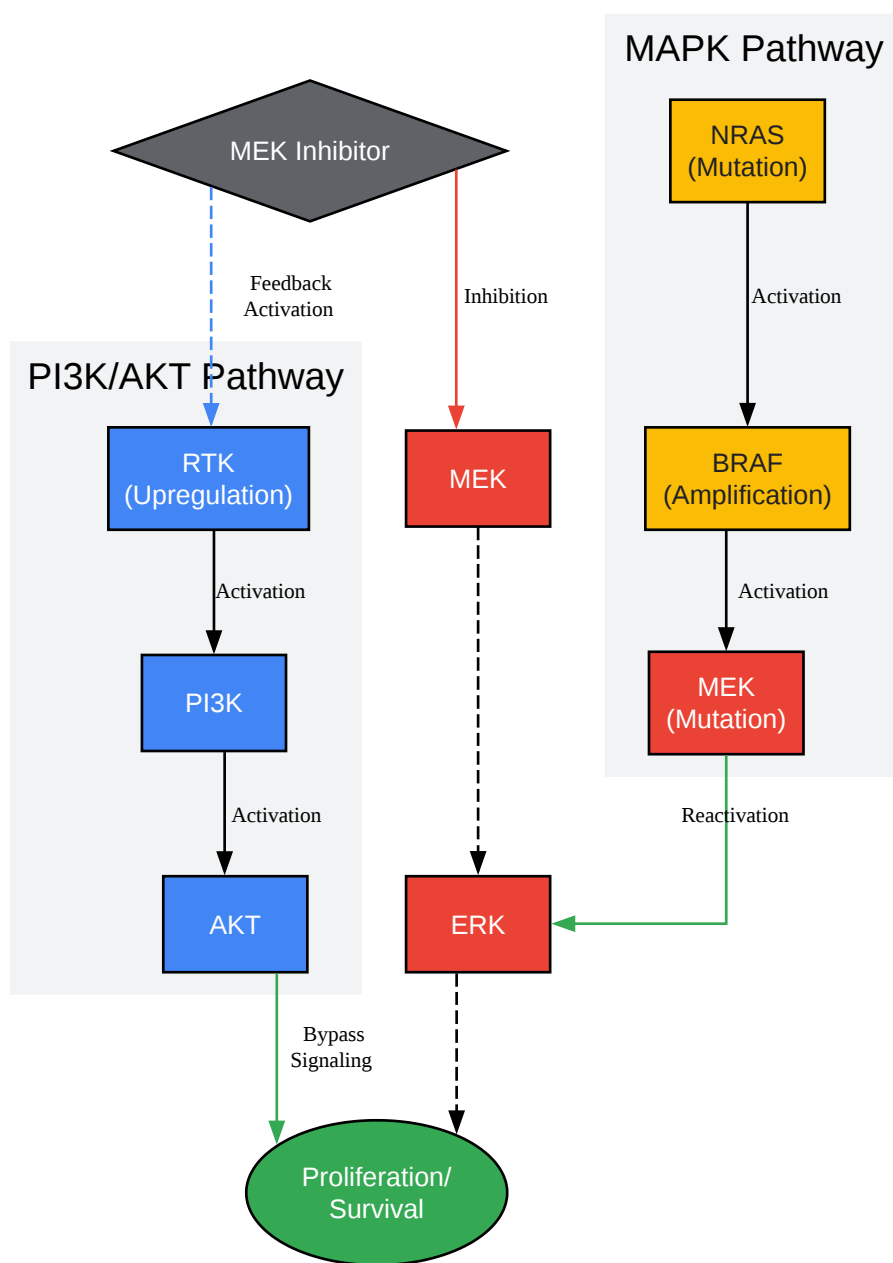 MAPK Pathway
NRAS
(Mutation)
MEK Inhibitor
Feedback
Activation
Inhibition
Activation
PI3K/AKT Pathway
RTK
(Upregulation)
MEK
BRAF
(Amplification)
Activation
Activation
PI3K
MEK
(Mutation)
Activation
Reactivation
AKT
ERK
Bypass
Signaling
Proliferation/
Survival